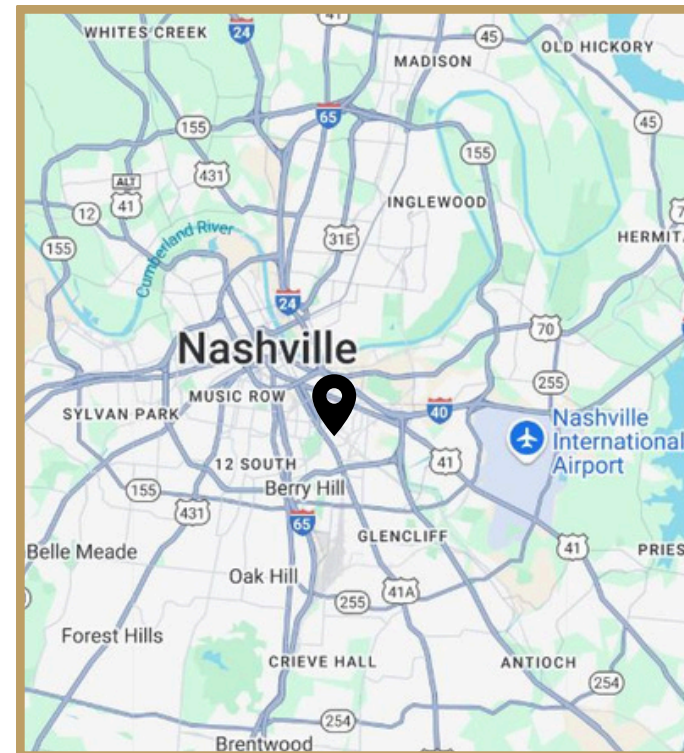 41
WHITES CREEK
24
45
OLD HICKORY
MADISON
65
155
45
155
431
ALT
41
INGLEWOOD
12
31E
HERMITA
155
Cumberland River
24
70
Nashville
255
MUSIC ROW
40
SYLVAN PARK
Nashville
International
Airport
12 SOUTH
41
155
Berry Hill
431
65
GLENCLIFF
41
PRIES
Belle Meade
Oak Hill
41A
255
Forest Hills
CRIEVE HALL
ANTIOCH
254
254
Brentwood